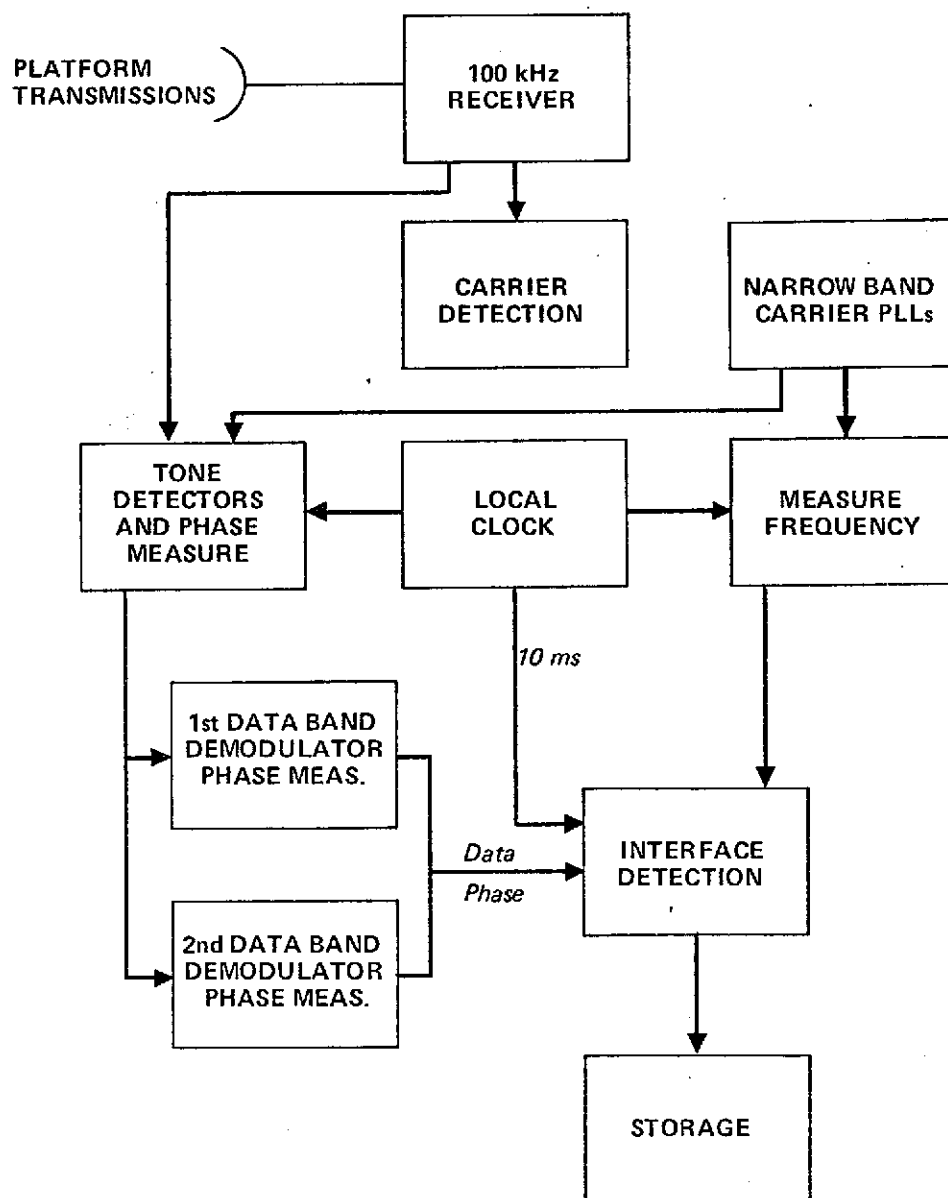 PLATFORM
TRANSMISSIONS
100 kHz
RECEIVER
CARRIER
DETECTION
NARROW BAND
CARRIER PLLs
TONE
DETECTORS
AND PHASE
MEASURE
LOCAL
CLOCK
MEASURE
FREQUENCY
10 ms
1st DATA BAND
DEMODULATOR
PHASE MEAS.
Data
Phase
INTERFACE
DETECTION
2nd DATA BAND
DEMODULATOR
PHASE MEAS.
STORAGE